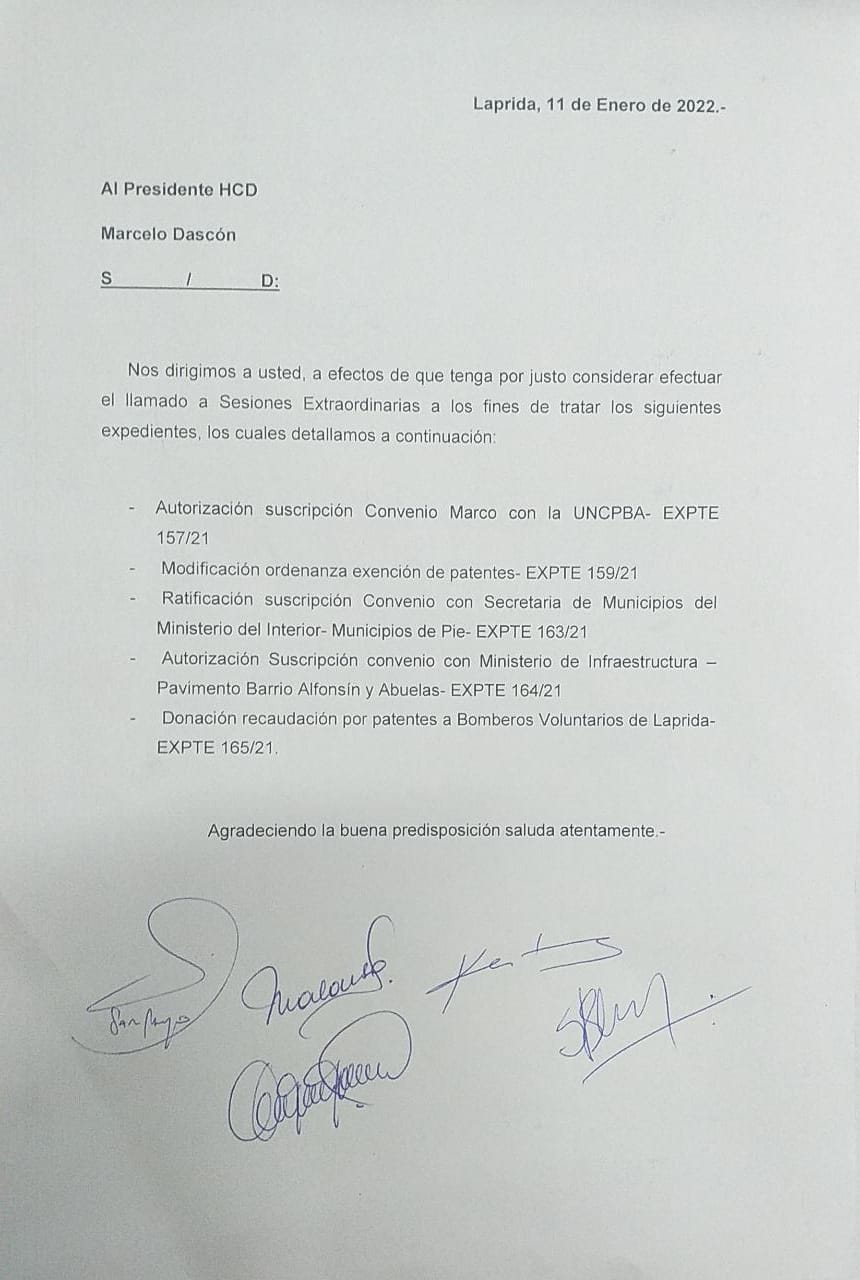 Laprida, 11 de Enero de 2022.-
Al Presidente HCD
Marcelo Dascón
S / D:
Nos dirigimos a usted, a efectos de que tenga por justo considerar efectuar
el llamado a Sesiones Extraordinarias a los fines de tratar los siguientes
expedientes, los cuales detallamos a continuación:
- Autorización suscripción Convenio Marco con la UNCPBA- EXPTE
157/21
- Modificación ordenanza exención de patentes- EXPTE 159/21
- Ratificación suscripción Convenio con Secretaria de Municipios del
Ministerio del Interior- Municipios de Pie- EXPTE 163/21
- Autorización Suscripción convenio con Ministerio de Infraestructura –
Pavimento Barrio Alfonsín y Abuelas- EXPTE 164/21
- Donación recaudación por patentes a Bomberos Voluntarios de Laprida-
EXPTE 165/21.
Agradeciendo la buena predisposición saluda atentamente.-